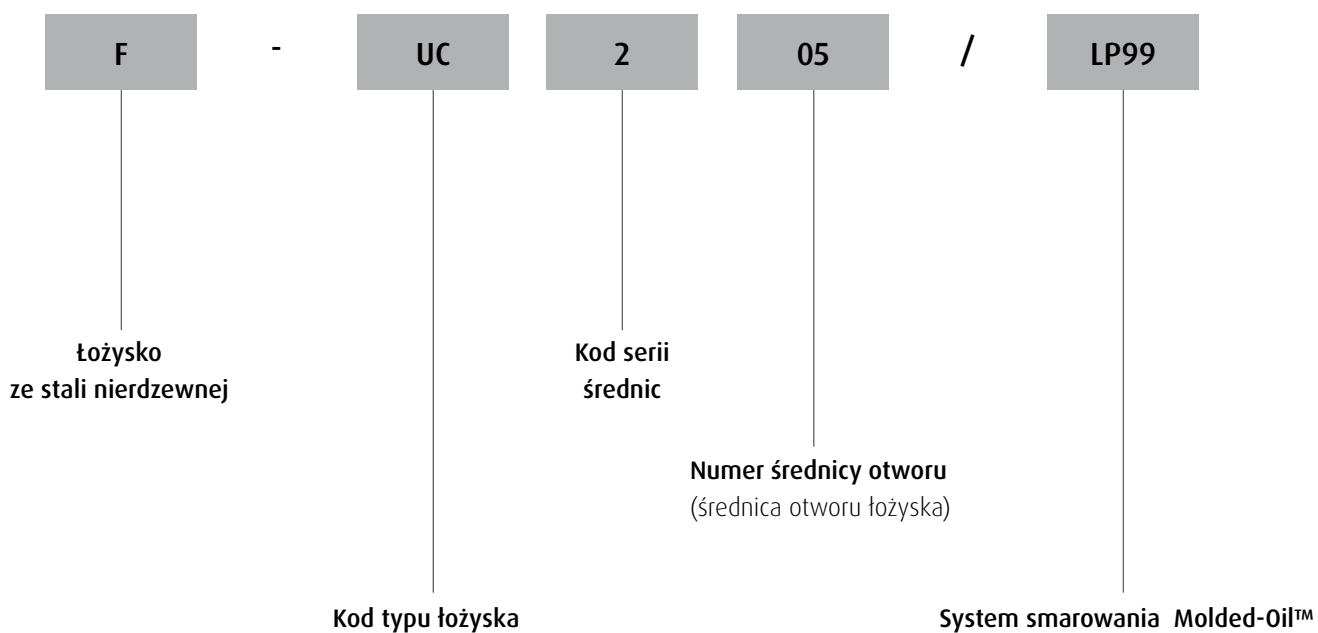 F - UC 2 05 / LP99
Łożysko
ze stali nierdzewnej
Kod serii
średnic
Numer średnicy otworu
(średnica otworu łożyska)
Kod typu łożyska
System smarowania Molded-Oil™